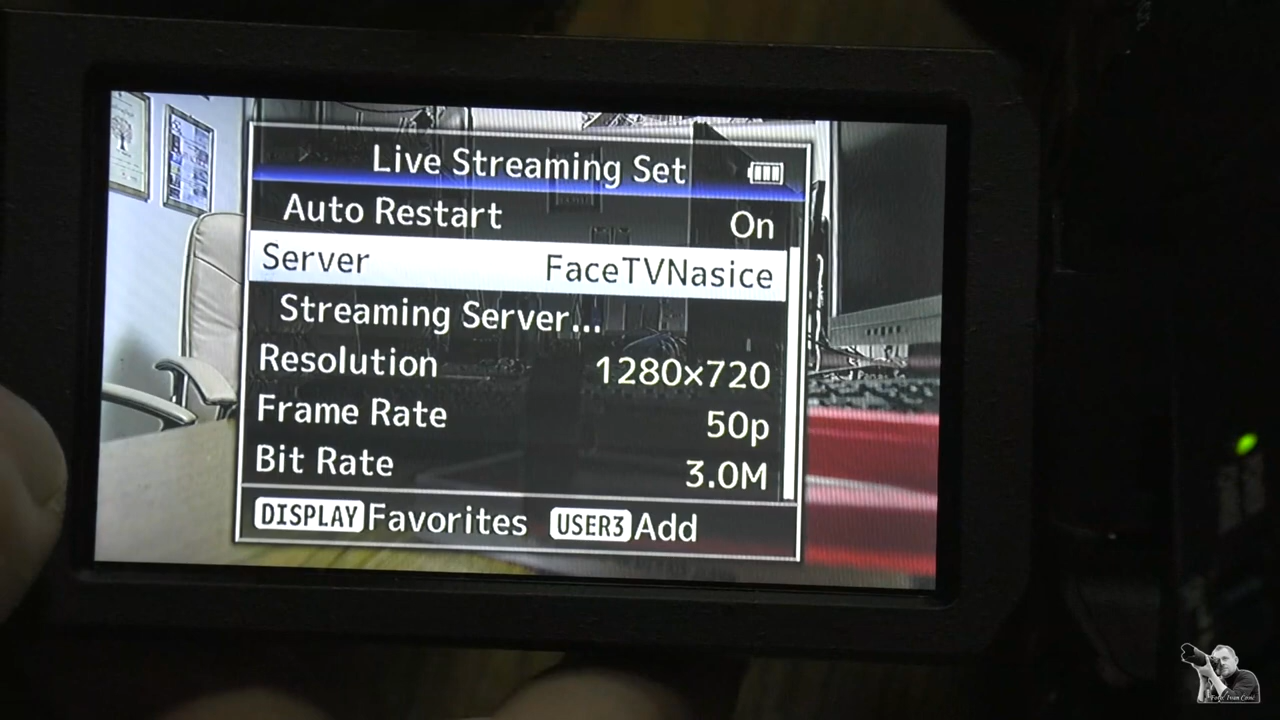 Live Streaming Set
Auto Restart On
Server FaceTVNasice
Streaming Server...
Resolution 1280×720
Frame Rate 50p
Bit Rate 3.0M
DISPLAY Favorites USER3 Add